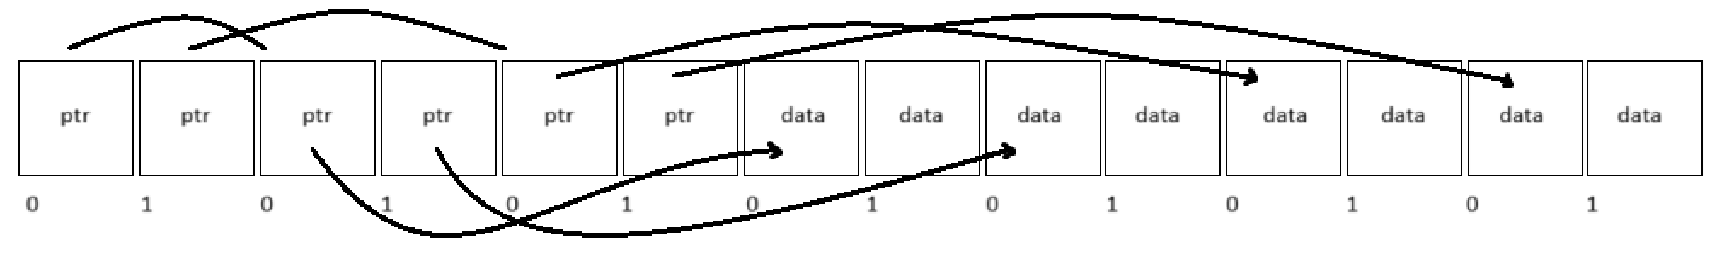 ptr ptr ptr ptr ptr ptr data data data data data data data data
0 1 0 1 0 1 0 1 0 1 0 1 0 1